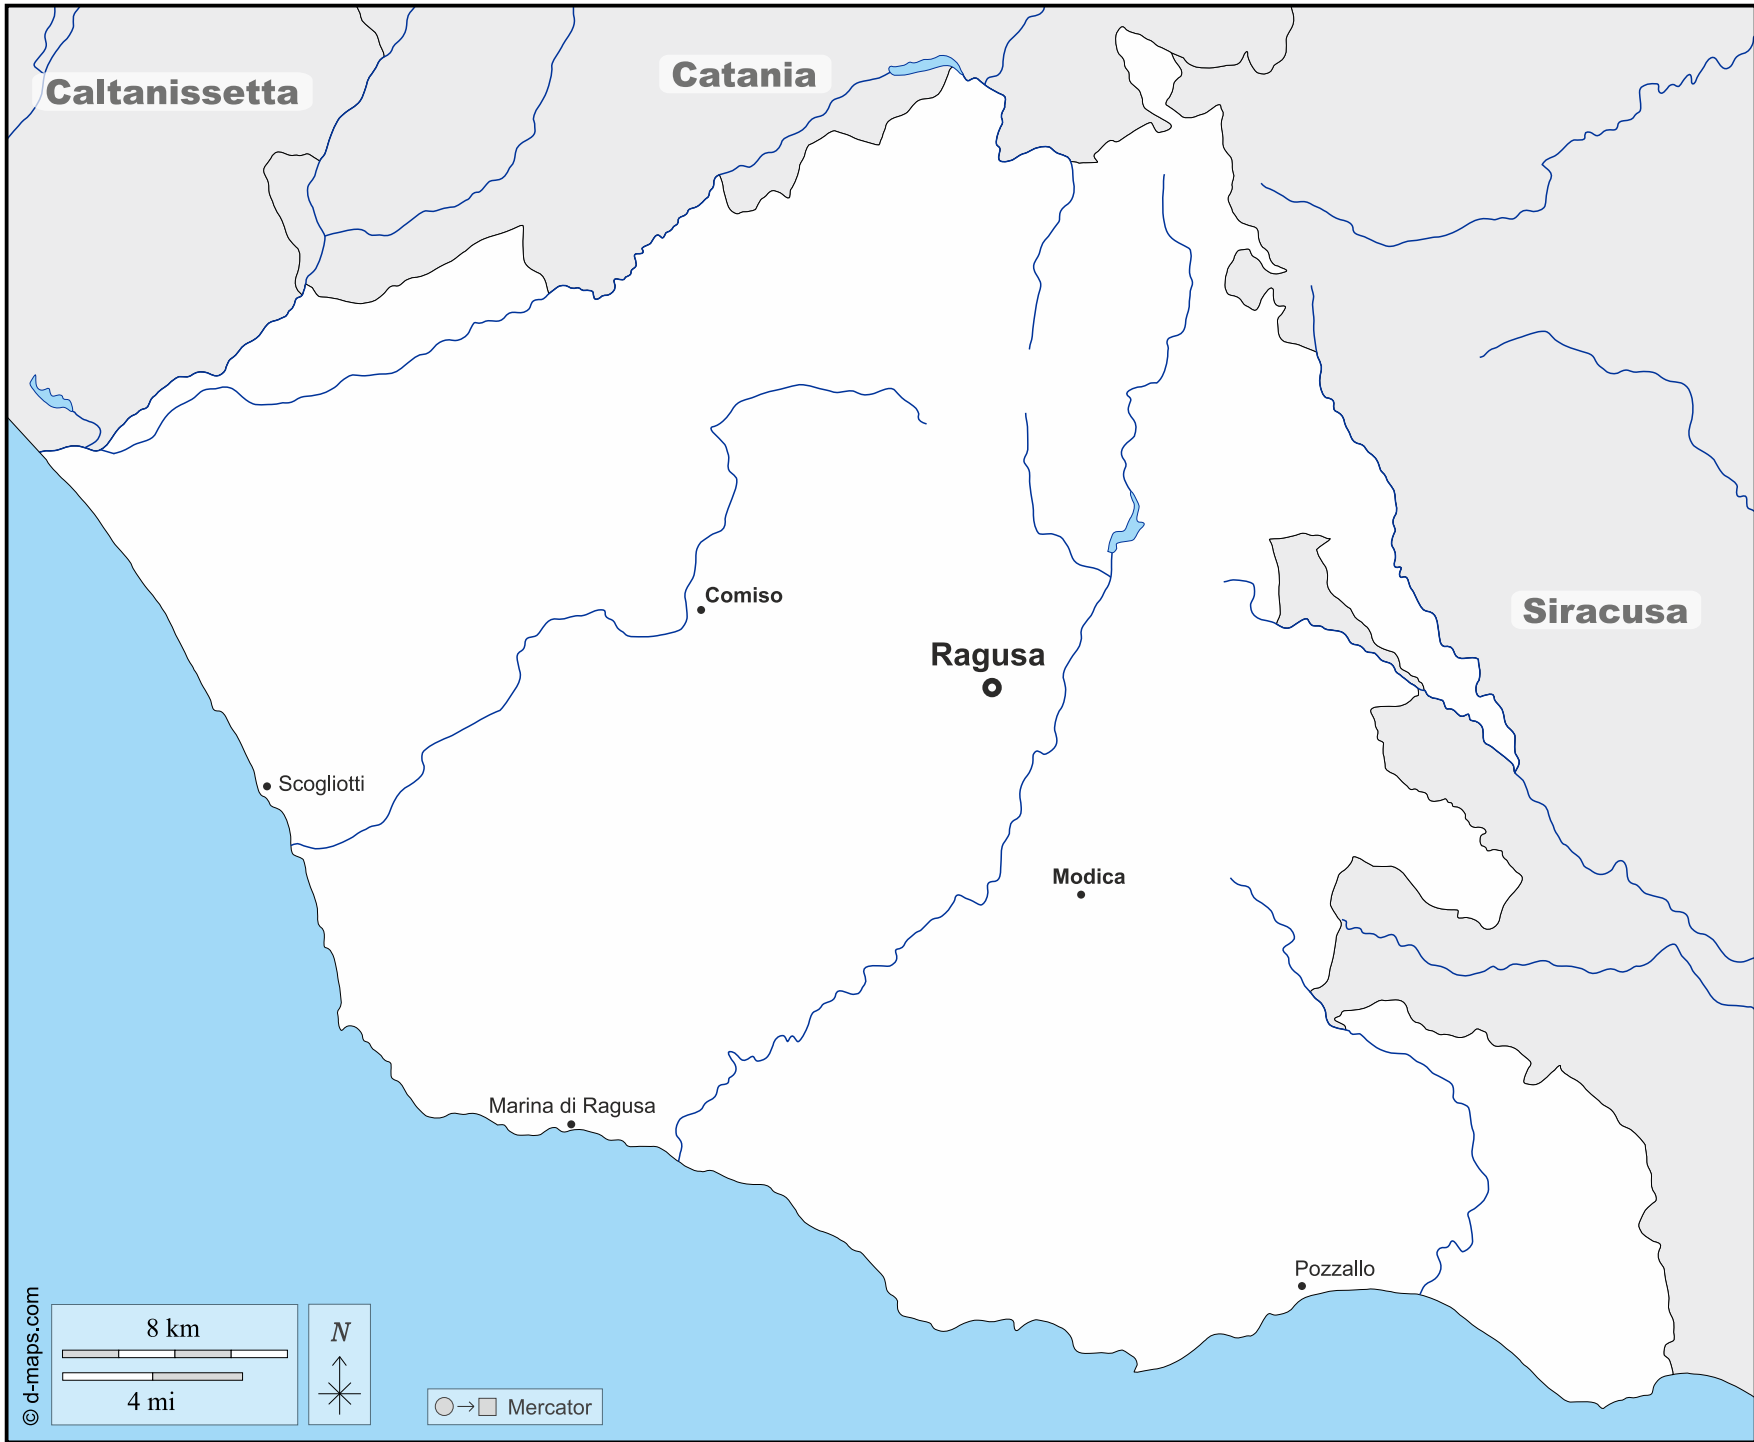 Catania
Caltanissetta
Comiso
Siracusa
Ragusa
Scogliotti
Modica
Marina di Ragusa
Pozzallo
8 km
4 mi
N
Mercator
© d-maps.com